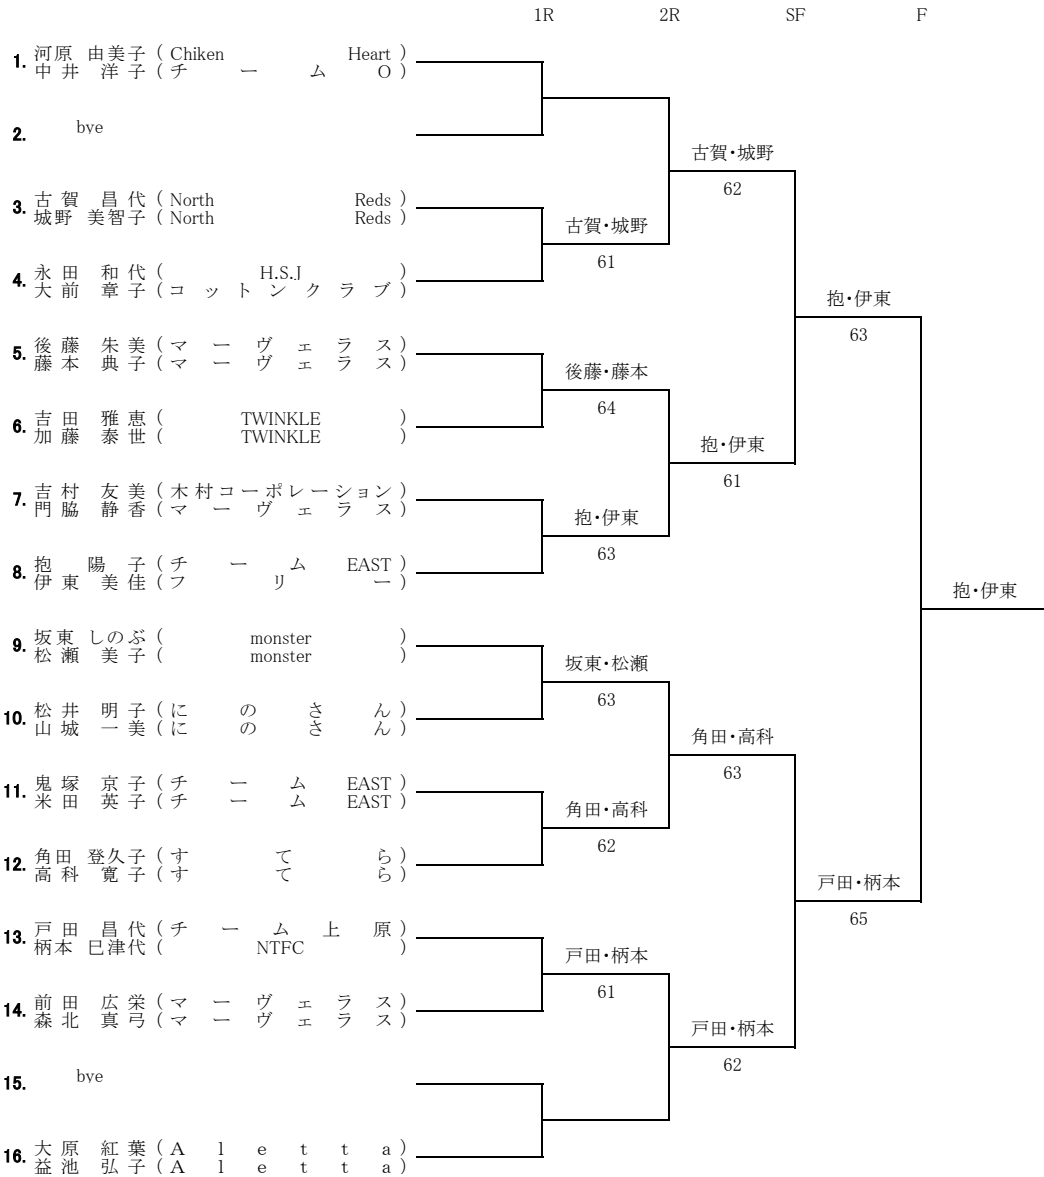 1R 2R SF F
1. 河原 由美子 ( Chiken Heart )
中井 洋子 ( チーム O )
2. bye
古賀・城野
62
3. 古賀 昌代 ( North Reds )
城野 美智子 ( North Reds )
古賀・城野
61
4. 永田 和代 ( H.S.J )
大前 章子 ( コットンクラブ )
抱・伊東
63
5. 後藤 朱美 ( マーヴェラス )
藤本 典子 ( マーヴェラス )
後藤・藤本
64
6. 吉田 雅恵 ( TWINKLE )
加藤 泰世 ( TWINKLE )
抱・伊東
61
7. 吉村 友美 ( 木村コーポレーション )
門脇 静香 ( マーヴェラス )
抱・伊東
63
8. 抱 陽子 ( チーム EAST )
伊東 美佳 ( フリー )
抱・伊東
9. 坂東 しのぶ ( monster )
松瀬 美子 ( monster )
坂東・松瀬
63
10. 松井 明子 ( にのさん )
山城 一美 ( にのさん )
角田・高科
63
11. 鬼塚 京子 ( チーム EAST )
米田 英子 ( チーム EAST )
角田・高科
62
12. 角田 登久子 ( すてら )
高科 寛子 ( すてら )
戸田・柄本
65
13. 戸田 昌代 ( チーム上原 )
柄本 巳津代 ( NTFC )
戸田・柄本
61
14. 前田 広栄 ( マーヴェラス )
森北 真弓 ( マーヴェラス )
戸田・柄本
62
15. bye
16. 大原 紅葉 ( Aletta )
益池 弘子 ( Aletta )